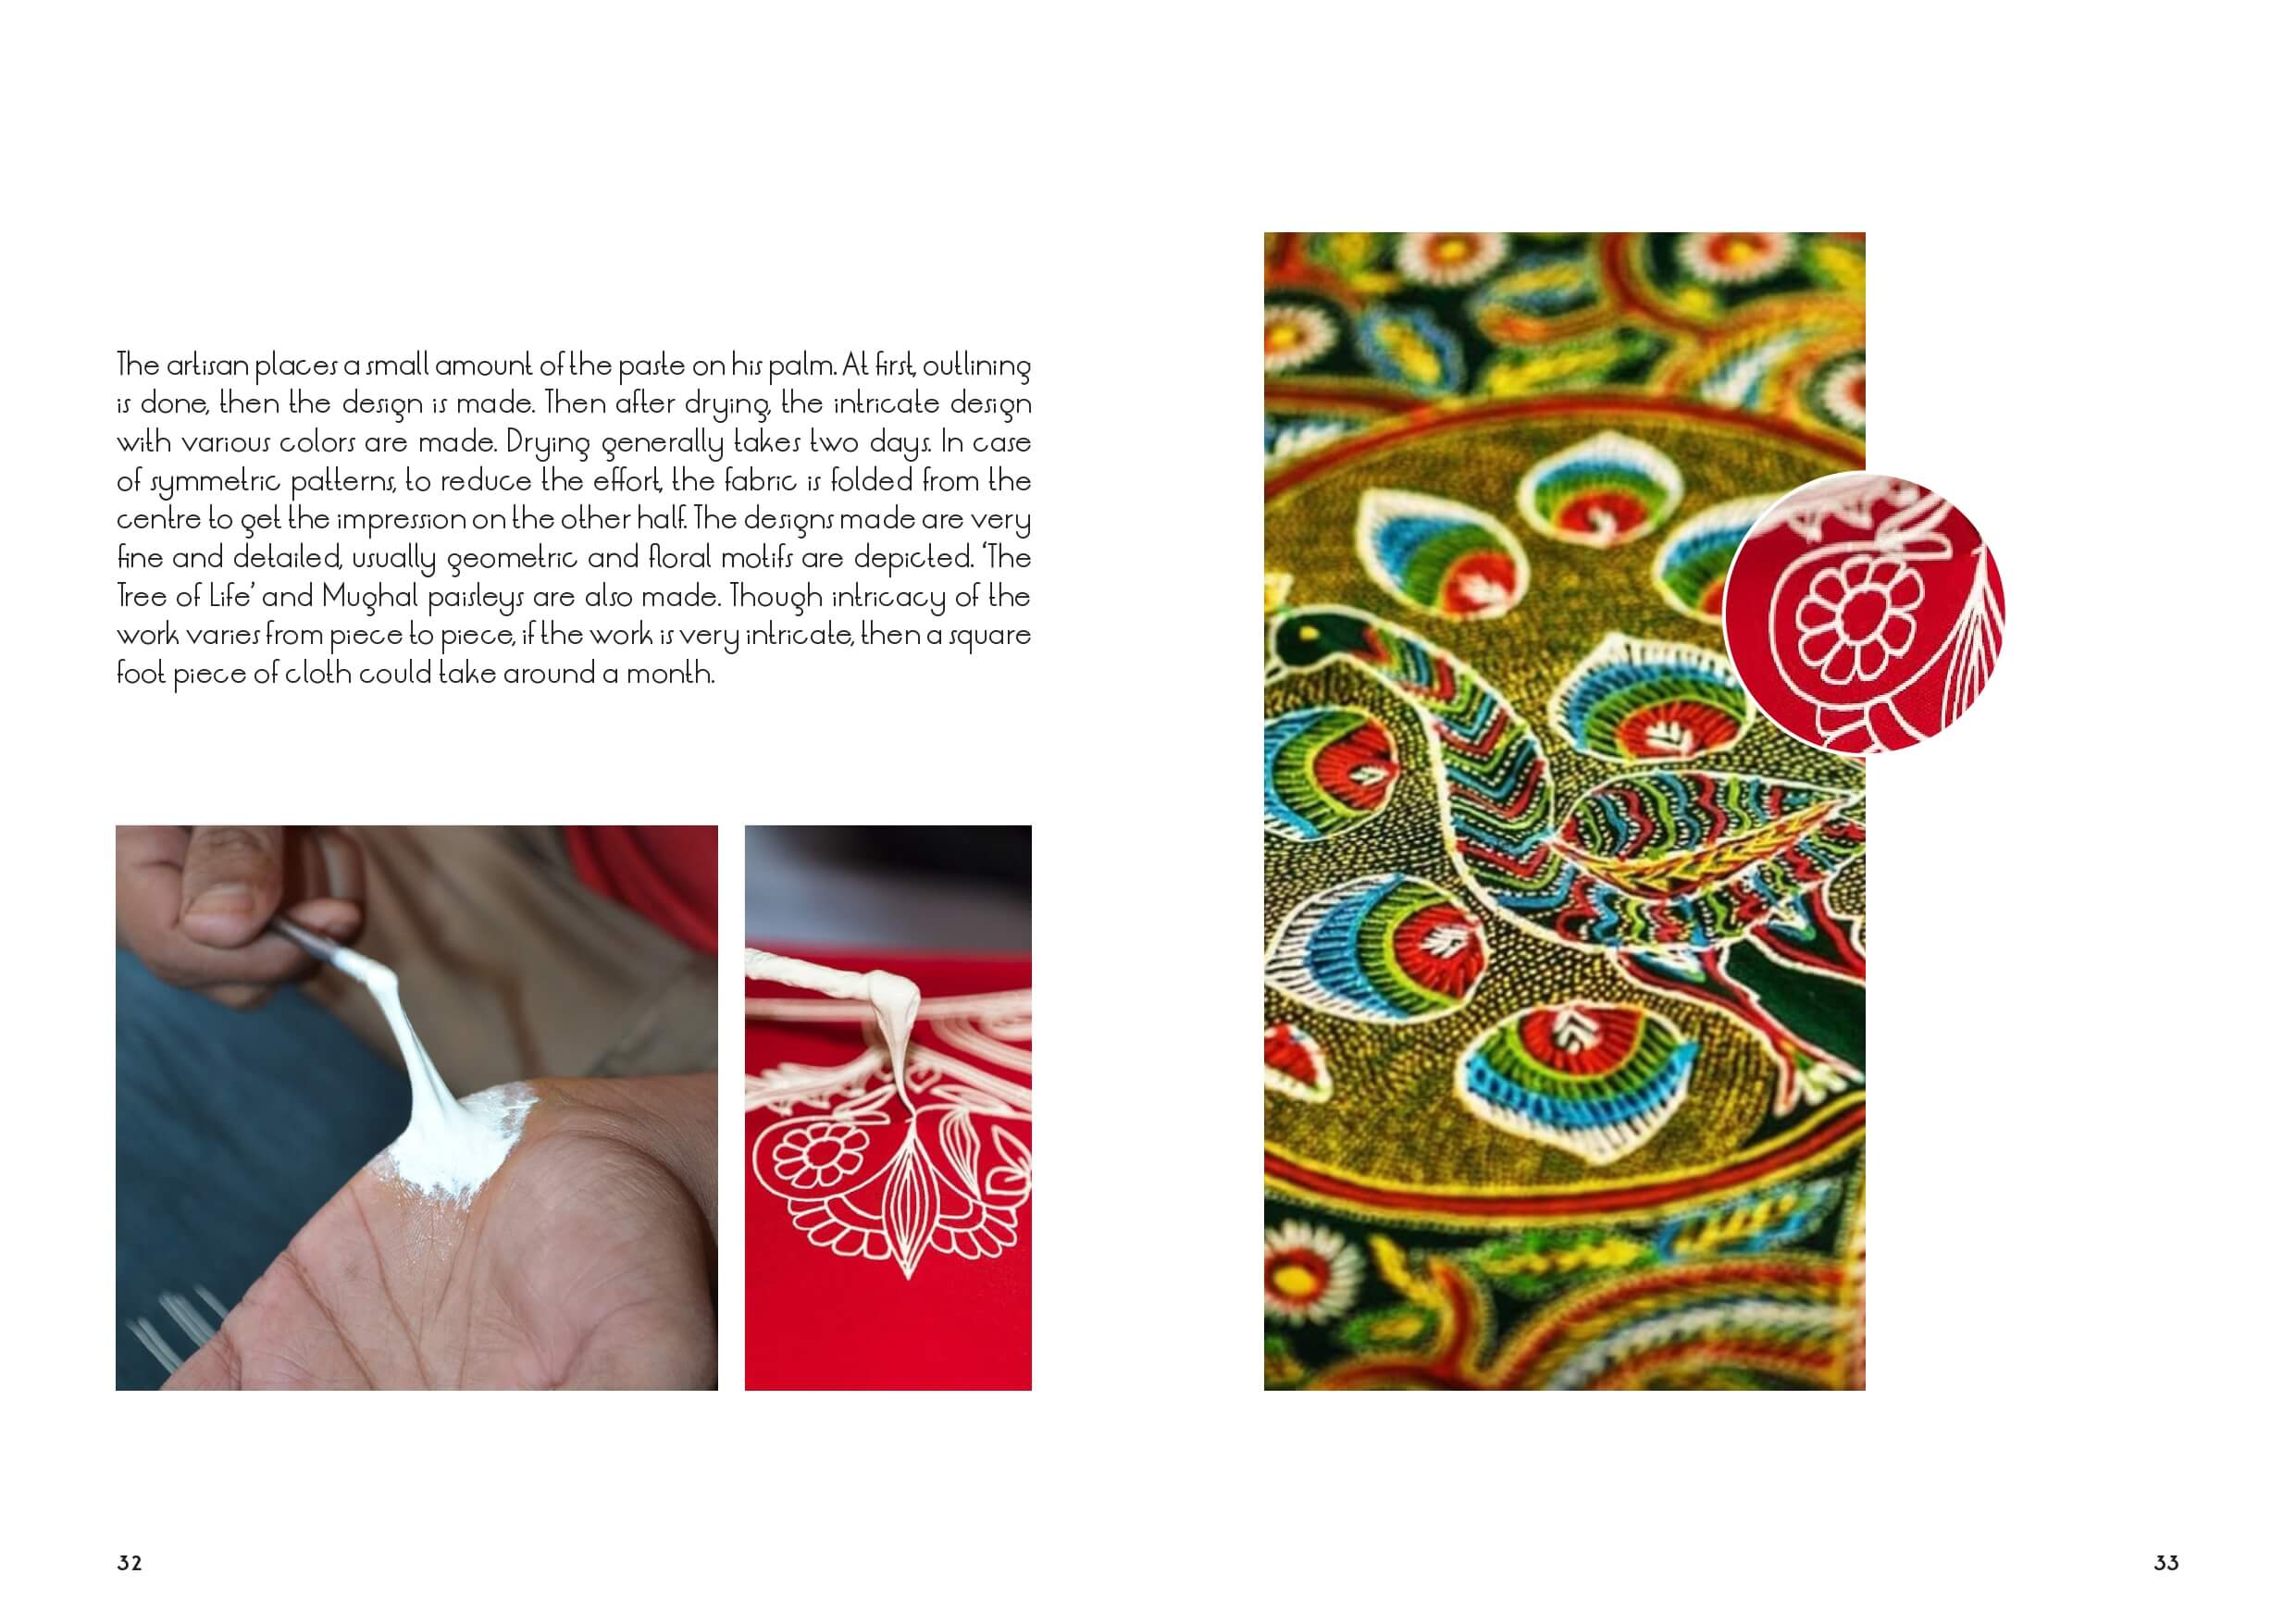 The artisan places a small amount of the paste on his palm. At first, outlining
is done, then the design is made. Then after drying, the intricate design
with various colors are made. Drying generally takes two days. In case
of symmetric patterns, to reduce the effort, the fabric is folded from the
centre to get the impression on the other half. The designs made are very
fine and detailed, usually geometric and floral motifs are depicted. ‘The
Tree of Life’ and Mughal paisleys are also made. Though intricacy of the
work varies from piece to piece, if the work is very intricate, then a square
foot piece of cloth could take around a month.
32
33